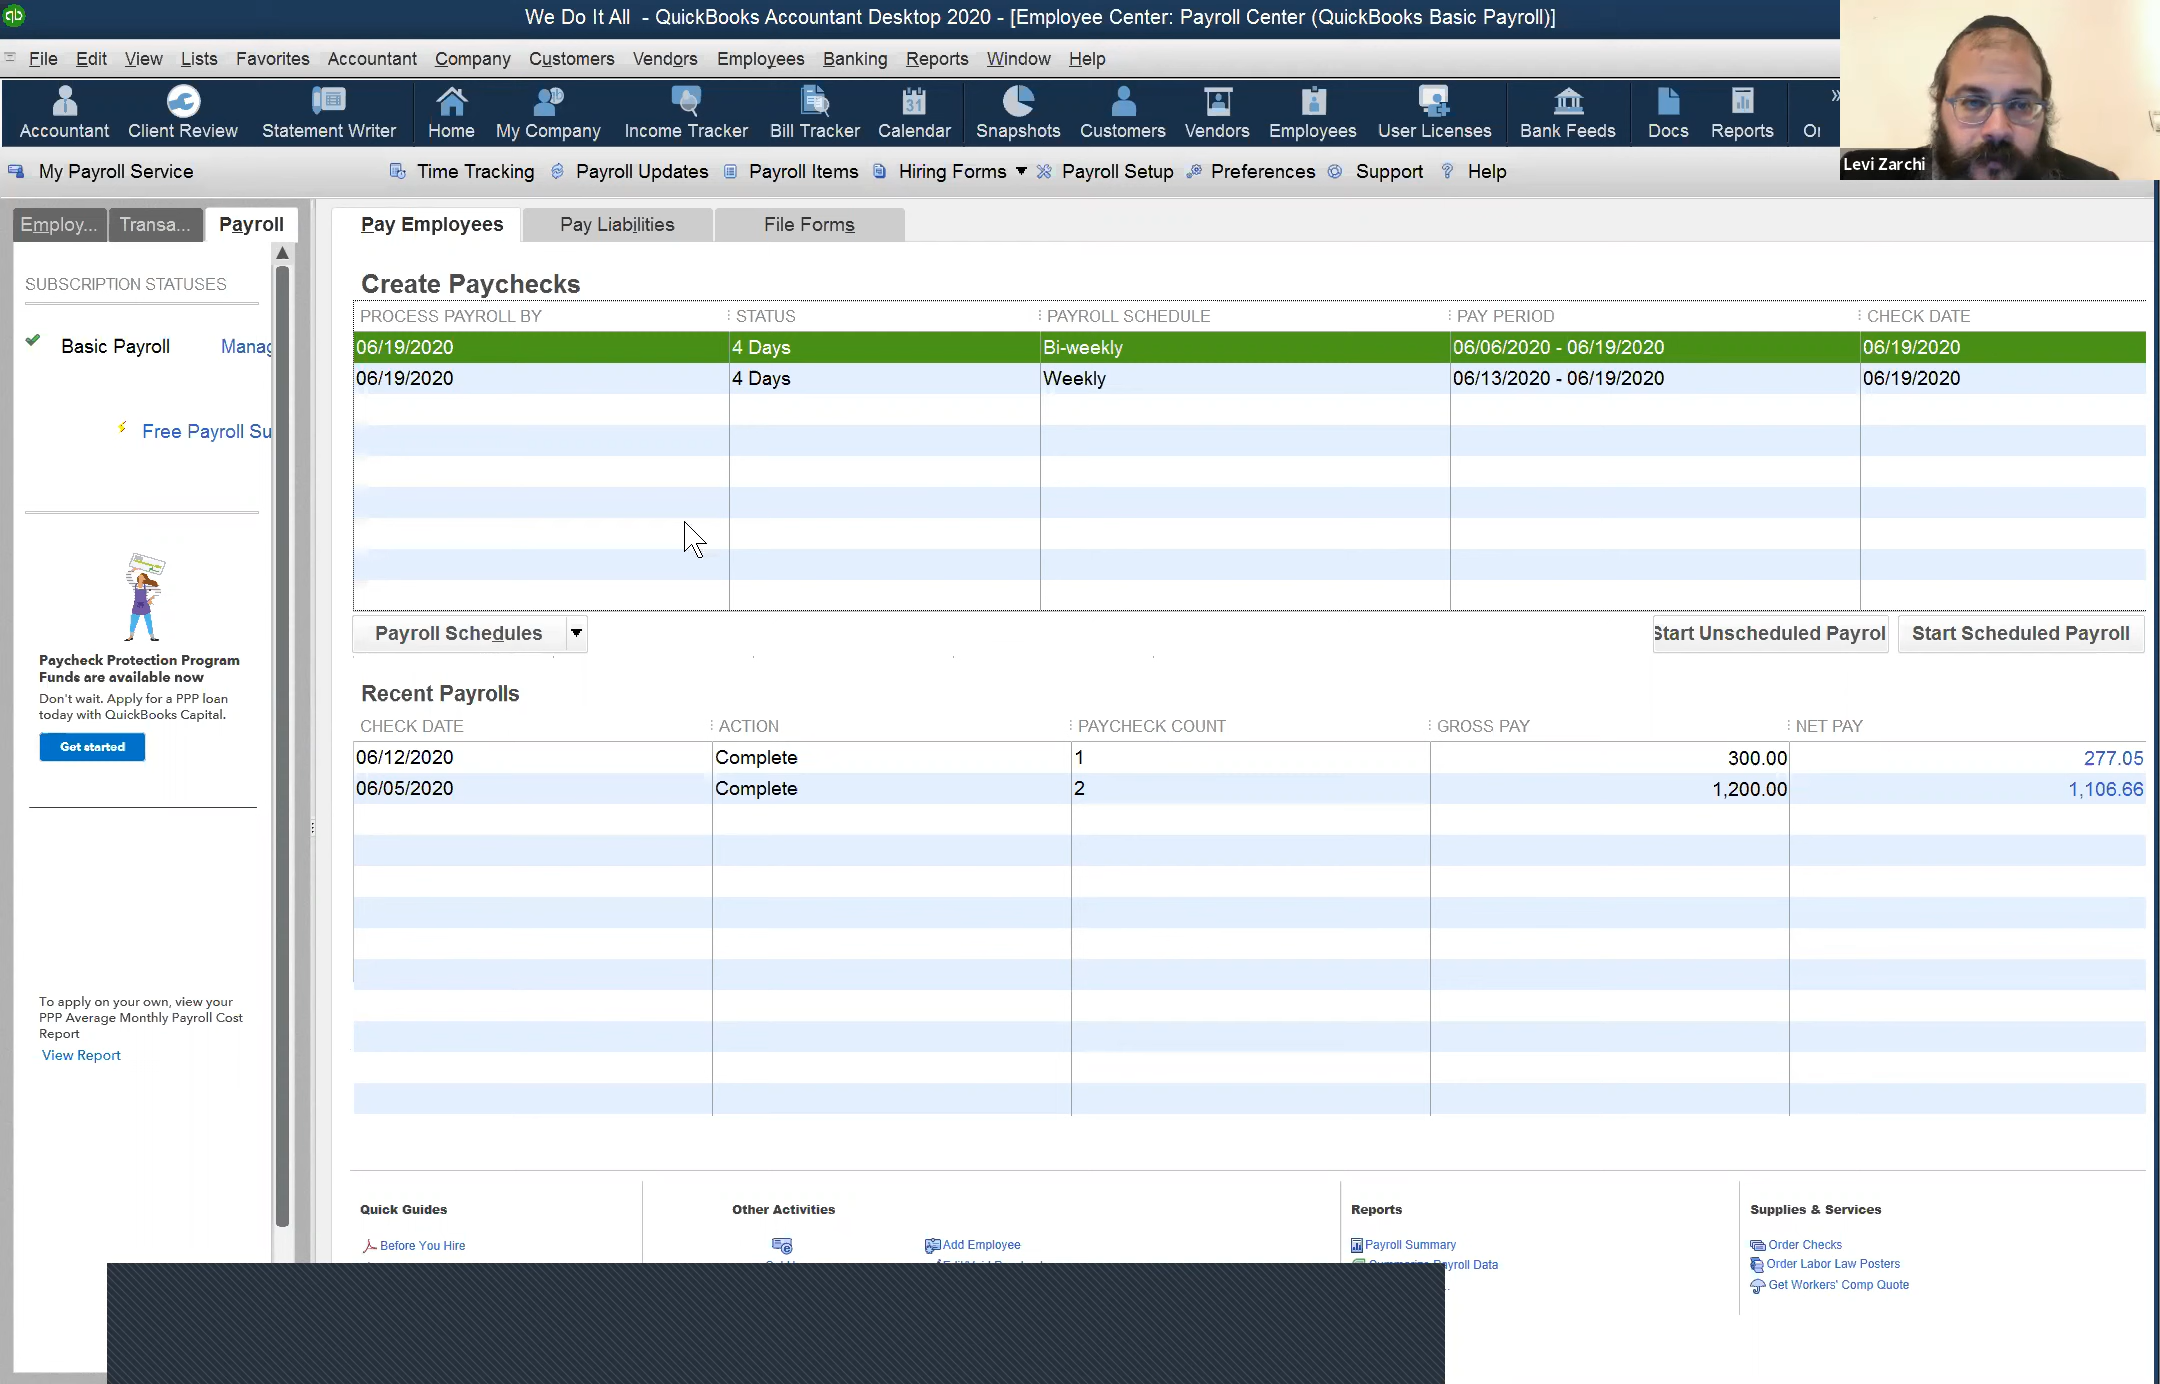 We Do It All - QuickBooks Accountant Desktop 2020 - [Employee Center: Payroll Center (QuickBooks Basic Payroll)]
File Edit View Lists Favorites Accountant Company Customers Vendors Employees Banking Reports Window Help
Accountant Client Review Statement Writer Home My Company Income Tracker Bill Tracker Calendar Snapshots Customers Vendors Employees User Licenses Bank Feeds Docs Reports
31
Levi Zarchi
My Payroll Service Time Tracking Payroll Updates Payroll Items Hiring Forms Payroll Setup Preferences Support Help
Employ... Transa... Payroll
Pay Employees Pay Liabilities File Forms
SUBSCRIPTION STATUSES
Basic Payroll Manag
Free Payroll Su
Paycheck Protection Program
Funds are available now
Don't wait. Apply for a PPP loan
today with QuickBooks Capital.
Get started
To apply on your own, view your
PPP Average Monthly Payroll Cost
Report
View Report
Create Paychecks
PROCESS PAYROLL BY STATUS PAYROLL SCHEDULE PAY PERIOD CHECK DATE
06/19/2020 4 Days Bi-weekly 06/06/2020 - 06/19/2020 06/19/2020
06/19/2020 4 Days Weekly 06/13/2020 - 06/19/2020 06/19/2020
Payroll Schedules Start Unscheduled Payrol Start Scheduled Payroll
Recent Payrolls
CHECK DATE ACTION PAYCHECK COUNT GROSS PAY NET PAY
06/12/2020 Complete 1 300.00 277.05
06/05/2020 Complete 2 1,200.00 1,106.66
Quick Guides Other Activities Reports Supplies & Services
Before You Hire Add Employee Payroll Summary Order Checks
Payroll Data Order Labor Law Posters
Get Workers' Comp Quote